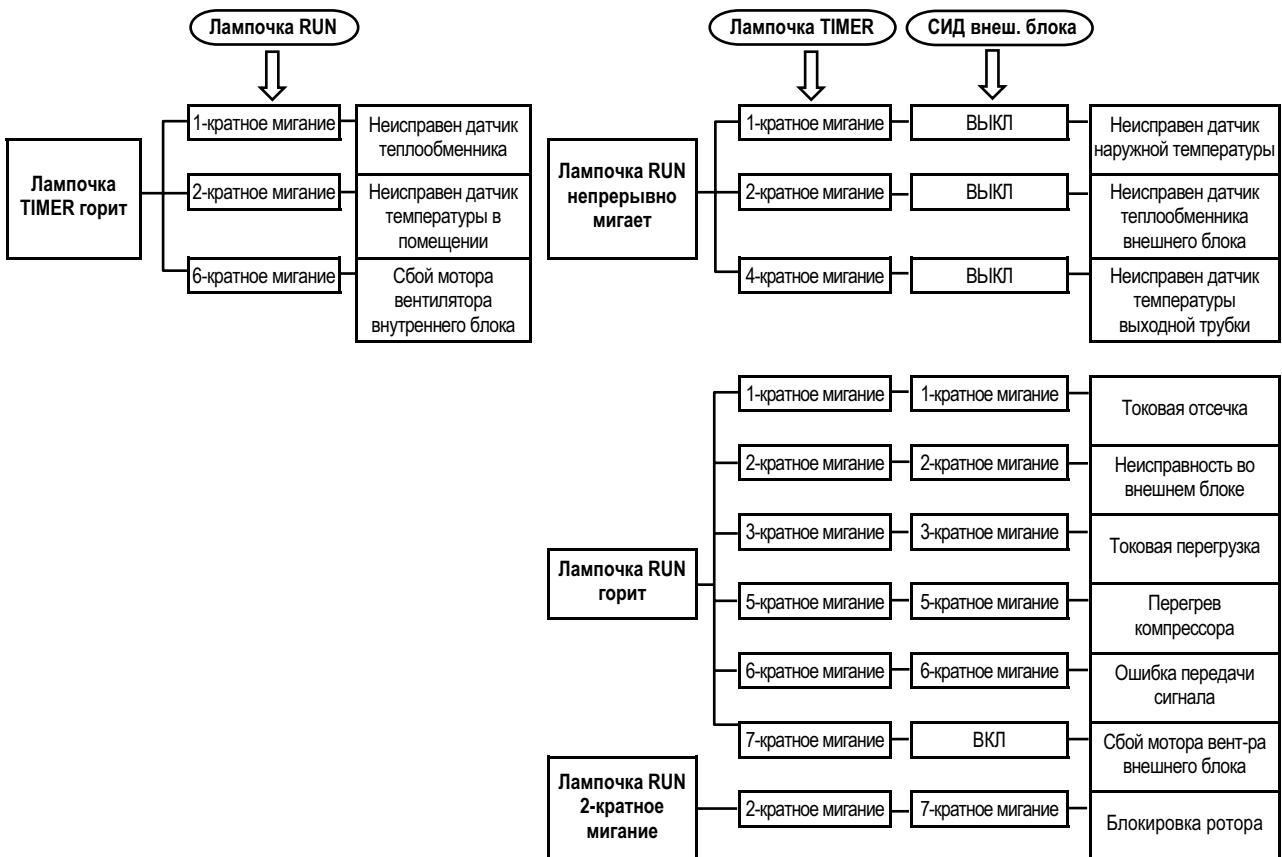 Лампочка RUN
Лампочка TIMER горит
1-кратное мигание
Неисправен датчик
теплообменника
2-кратное мигание
Неисправен датчик
температуры в
помещении
6-кратное мигание
Сбой мотора
вентилятора
внутреннего блока
Лампочка TIMER
СИД внеш. блока
Лампочка RUN
непрерывно
мигает
1-кратное мигание
ВЫКЛ
Неисправен датчик
наружной температуры
2-кратное мигание
ВЫКЛ
Неисправен датчик
теплообменника
внешнего блока
4-кратное мигание
ВЫКЛ
Неисправен датчик
температуры
выходной трубки
Лампочка RUN
горит
1-кратное мигание
1-кратное мигание
Токовая отсечка
2-кратное мигание
2-кратное мигание
Неисправность во
внешнем блоке
3-кратное мигание
3-кратное мигание
Токовая перегрузка
5-кратное мигание
5-кратное мигание
Перегрев
компрессора
6-кратное мигание
6-кратное мигание
Ошибка передачи
сигнала
7-кратное мигание
ВКЛ
Сбой мотора вент-ра
внешнего блока
Лампочка RUN
2-кратное
мигание
2-кратное мигание
7-кратное мигание
Блокировка ротора